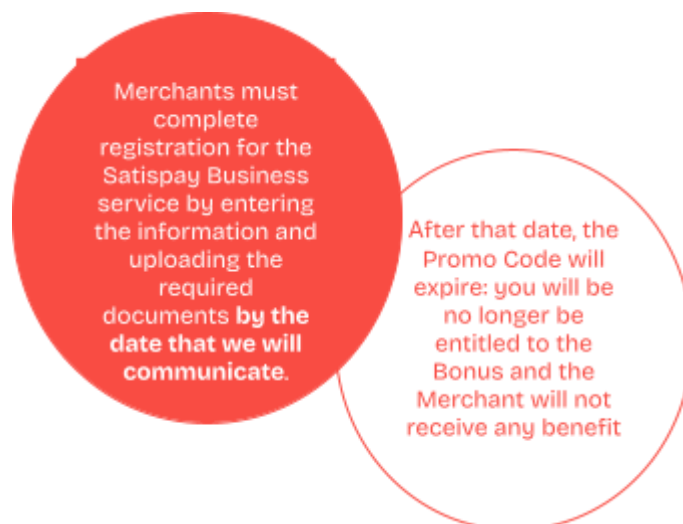 Merchants must
complete
registration for the
Satispay Business
service by entering
the information and
uploading the
required
documents by the
date that we will
communicate.
After that date, the
Promo Code will
expire: you will be
no longer be
entitled to the
Bonus and the
Merchant will not
receive any benefit